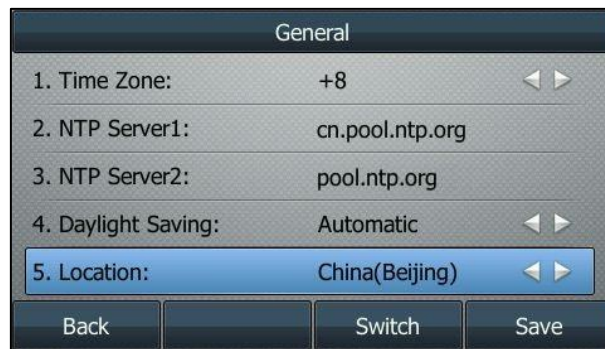 General
1. Time Zone: +8
2. NTP Server1: cn.pool.ntp.org
3. NTP Server2: pool.ntp.org
4. Daylight Saving: Automatic
5. Location: China(Beijing)
Back Switch Save